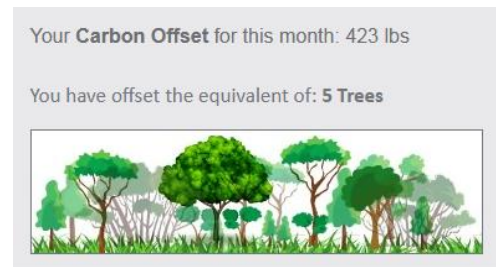 Your Carbon Offset for this month: 423 lbs
You have offset the equivalent of: 5 Trees